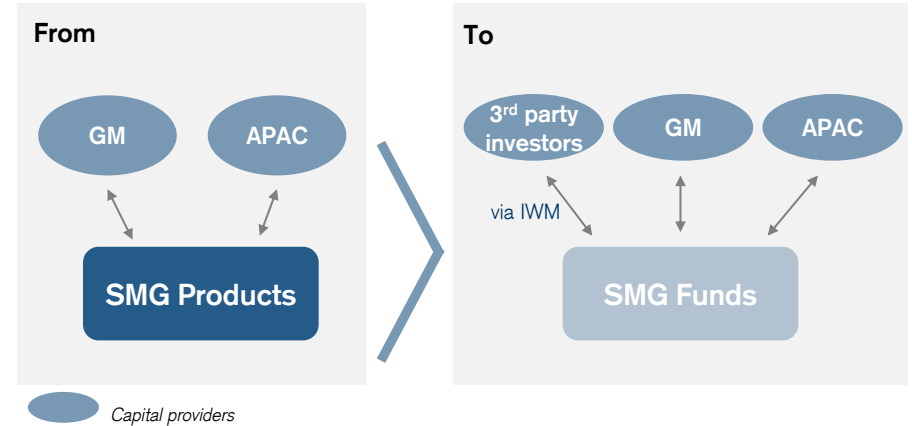 From
GM
APAC
SMG Products
To
3rd party
investors
GM
APAC
via IWM
SMG Funds
Capital providers